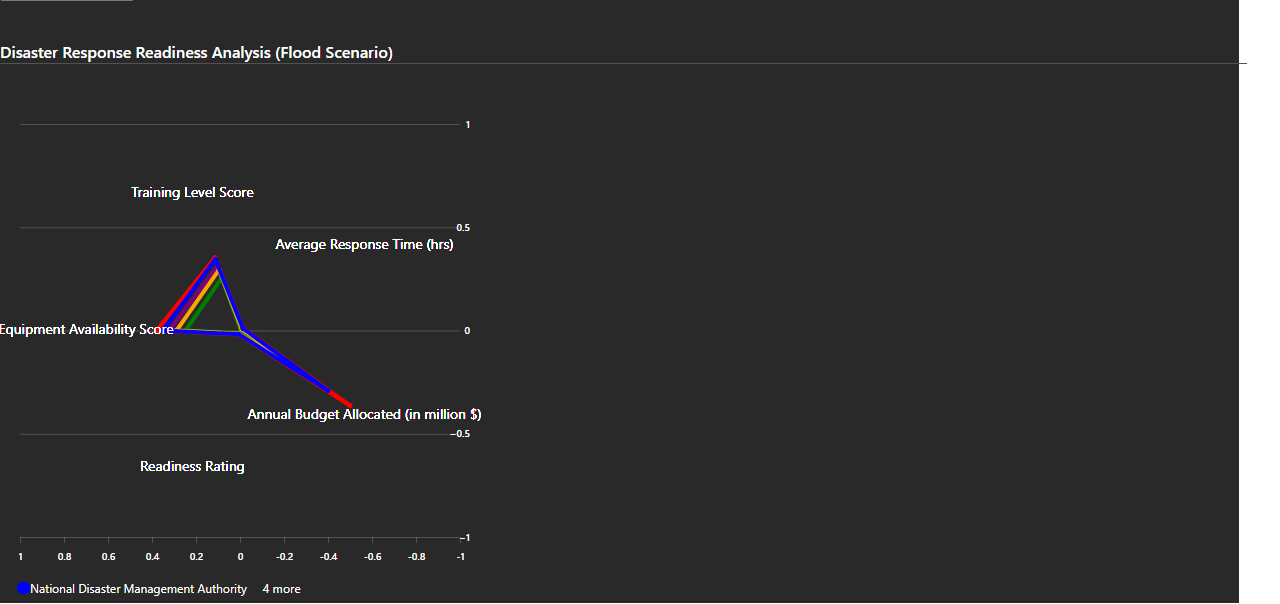 Disaster Response Readiness Analysis (Flood Scenario)
1
Training Level Score
0.5
Average Response Time (hrs)
Equipment Availability Score
0
Annual Budget Allocated (in million $)
−0.5
Readiness Rating
−1
1 0.8 0.6 0.4 0.2 0 -0.2 -0.4 -0.6 -0.8 -1
National Disaster Management Authority 4 more